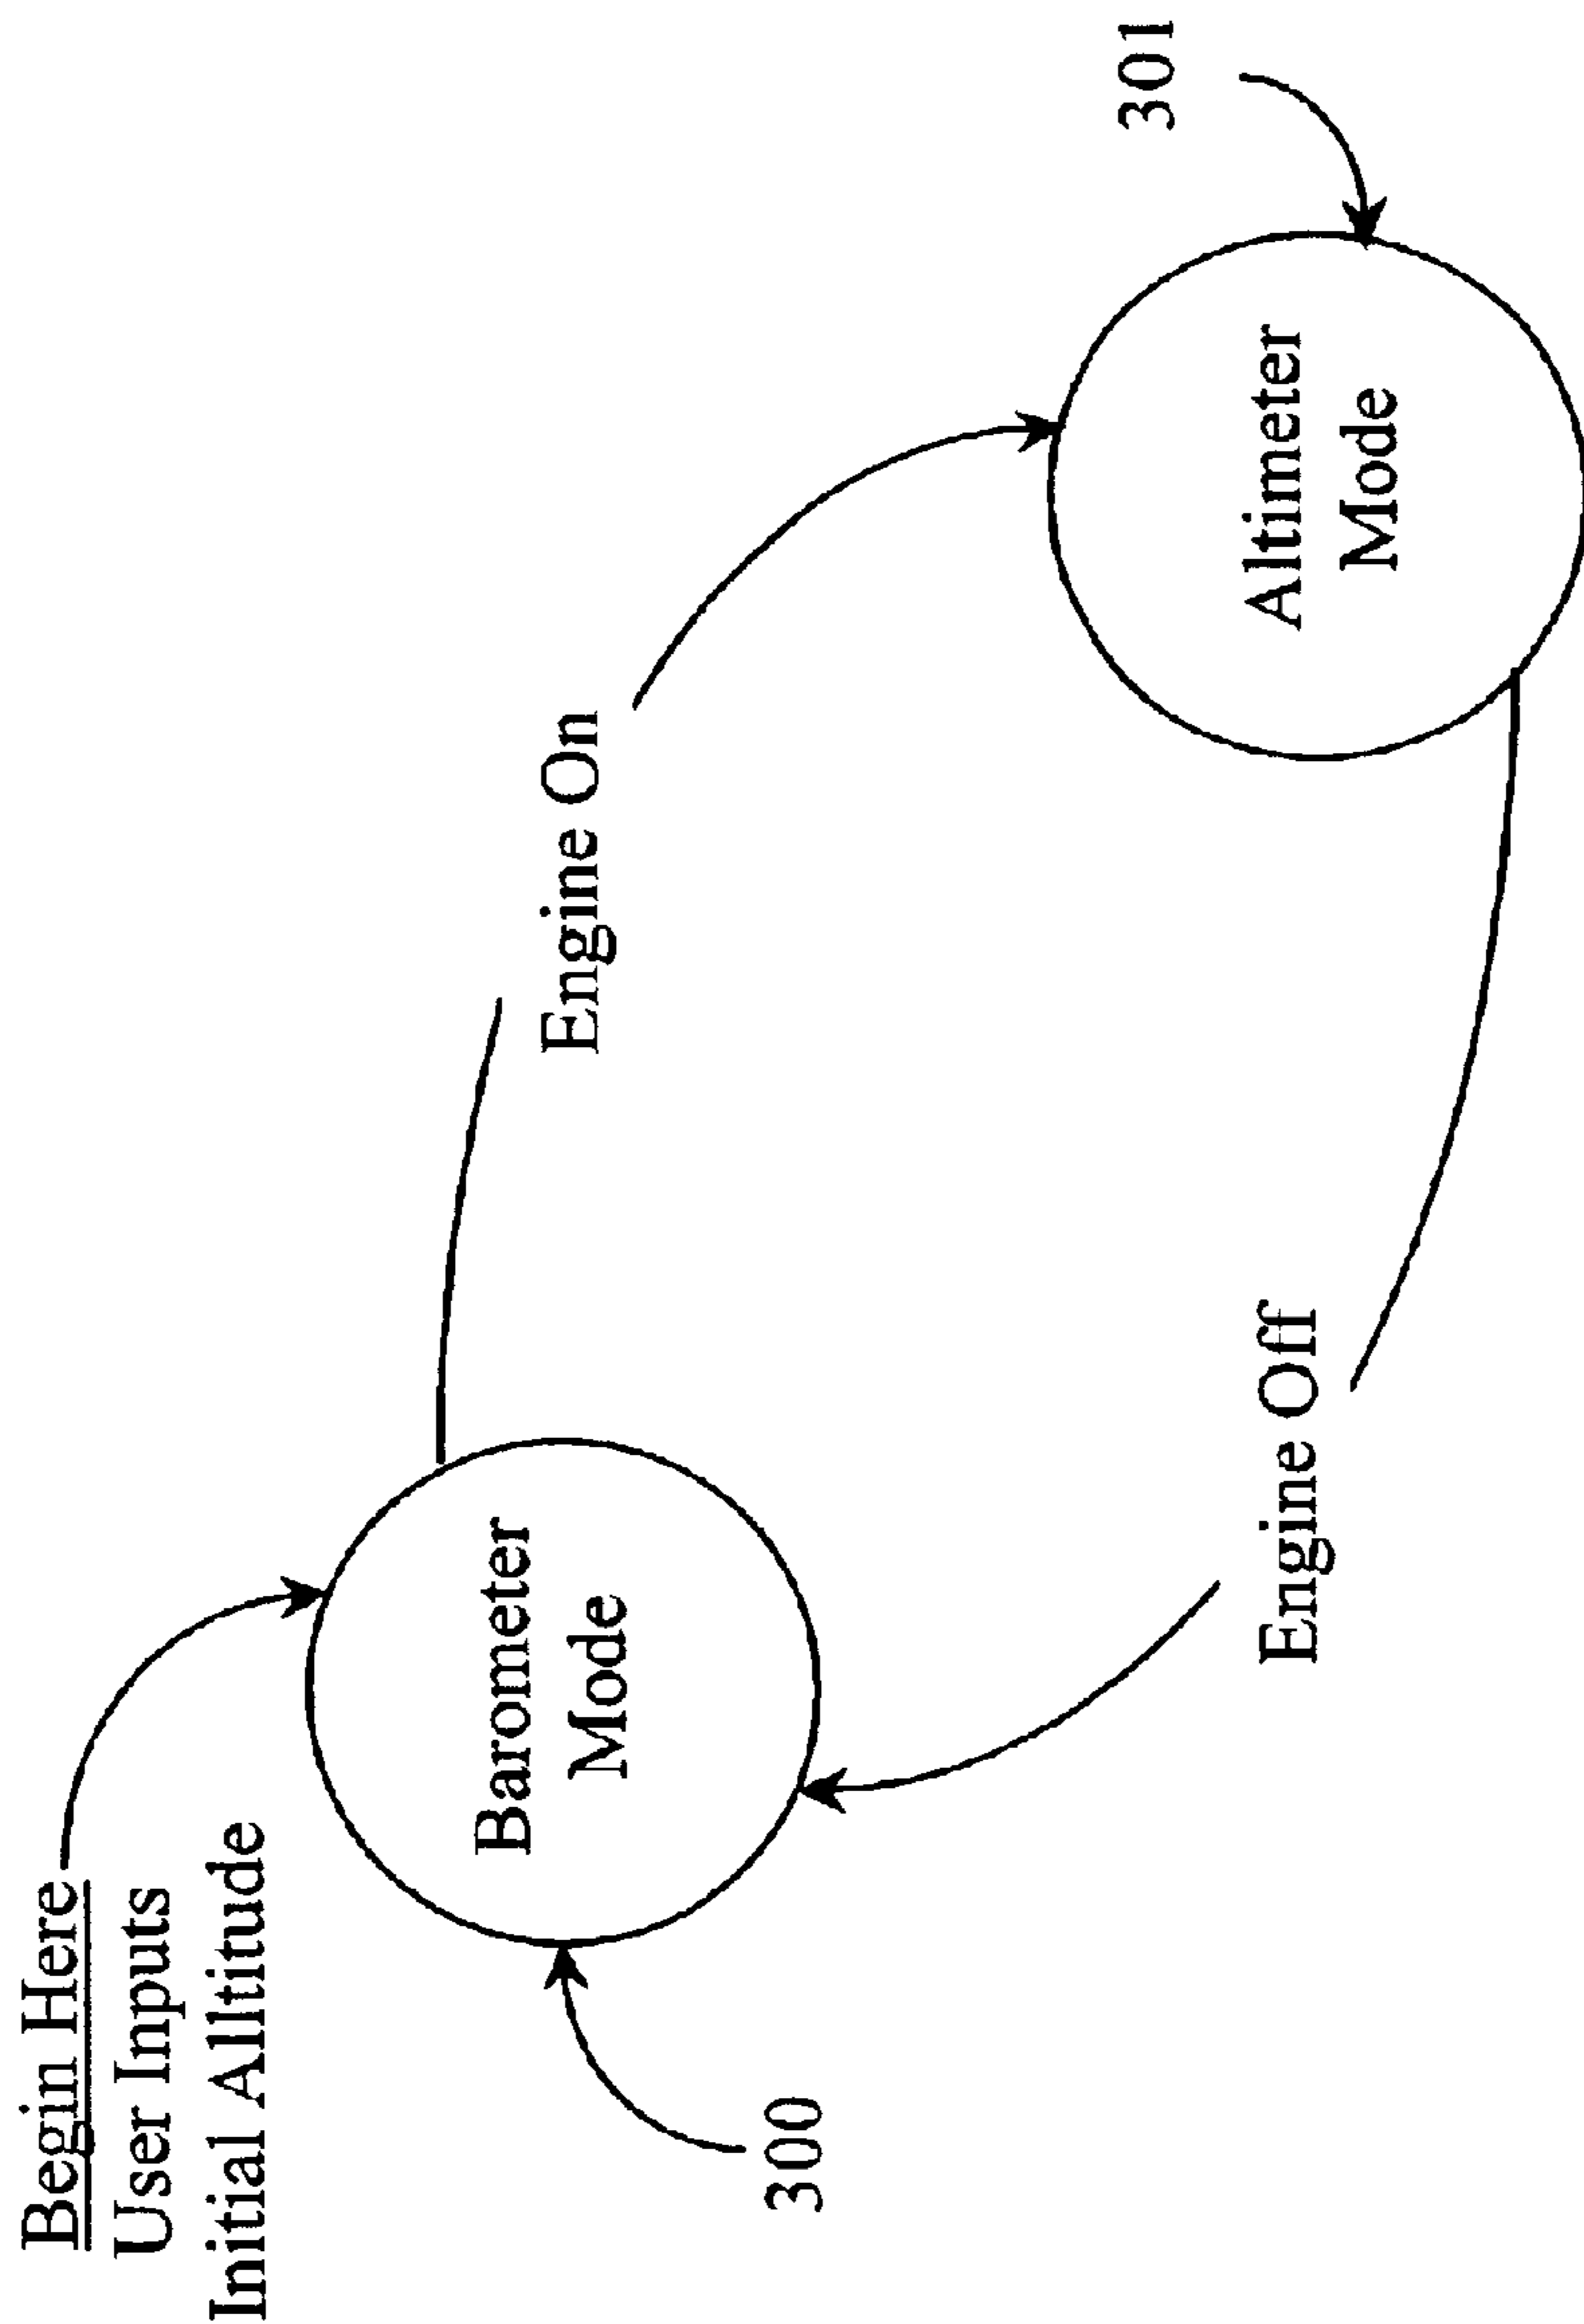 Begin Here
User Inputs
Initial Alltitude
Barometer
Mode
300
Engine On
Engine Off
Altimeter
Mode
301